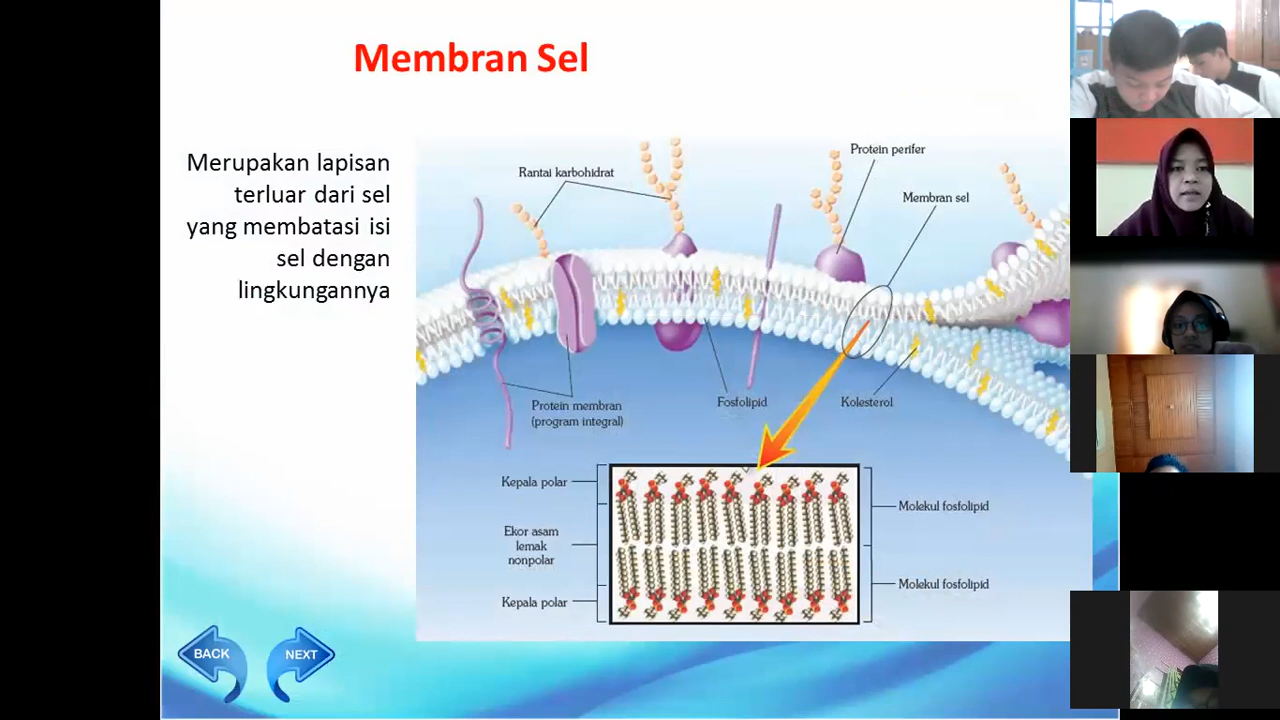 Membran Sel
Merupakan lapisan
terluar dari sel
yang membatasi isi
sel dengan
lingkungannya
Rantai karbohidrat
Protein perifer
Membran sel
Protein membran
(program integral)
Fosfolipid
Kolesterol
Kepala polar
Ekor asam
lemak
nonpolar
Kepala polar
Molekul fosfolipid
Molekul fosfolipid
BACK
NEXT